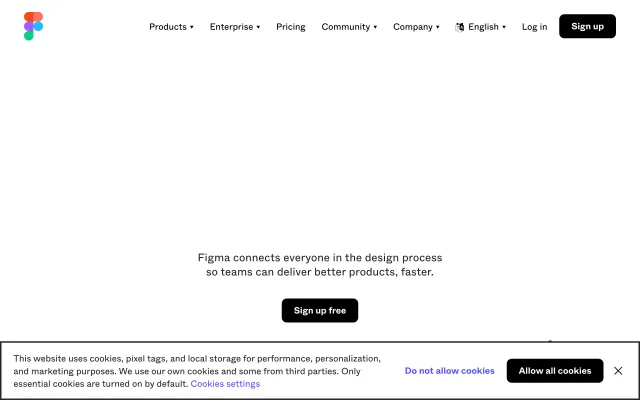 Products Enterprise Pricing Community Company English Log in Sign up
Figma connects everyone in the design process
so teams can deliver better products, faster.
Sign up free
This website uses cookies, pixel tags, and local storage for performance, personalization,
and marketing purposes. We use our own cookies and some from third parties. Only
essential cookies are turned on by default. Cookies settings
Do not allow cookies
Allow all cookies